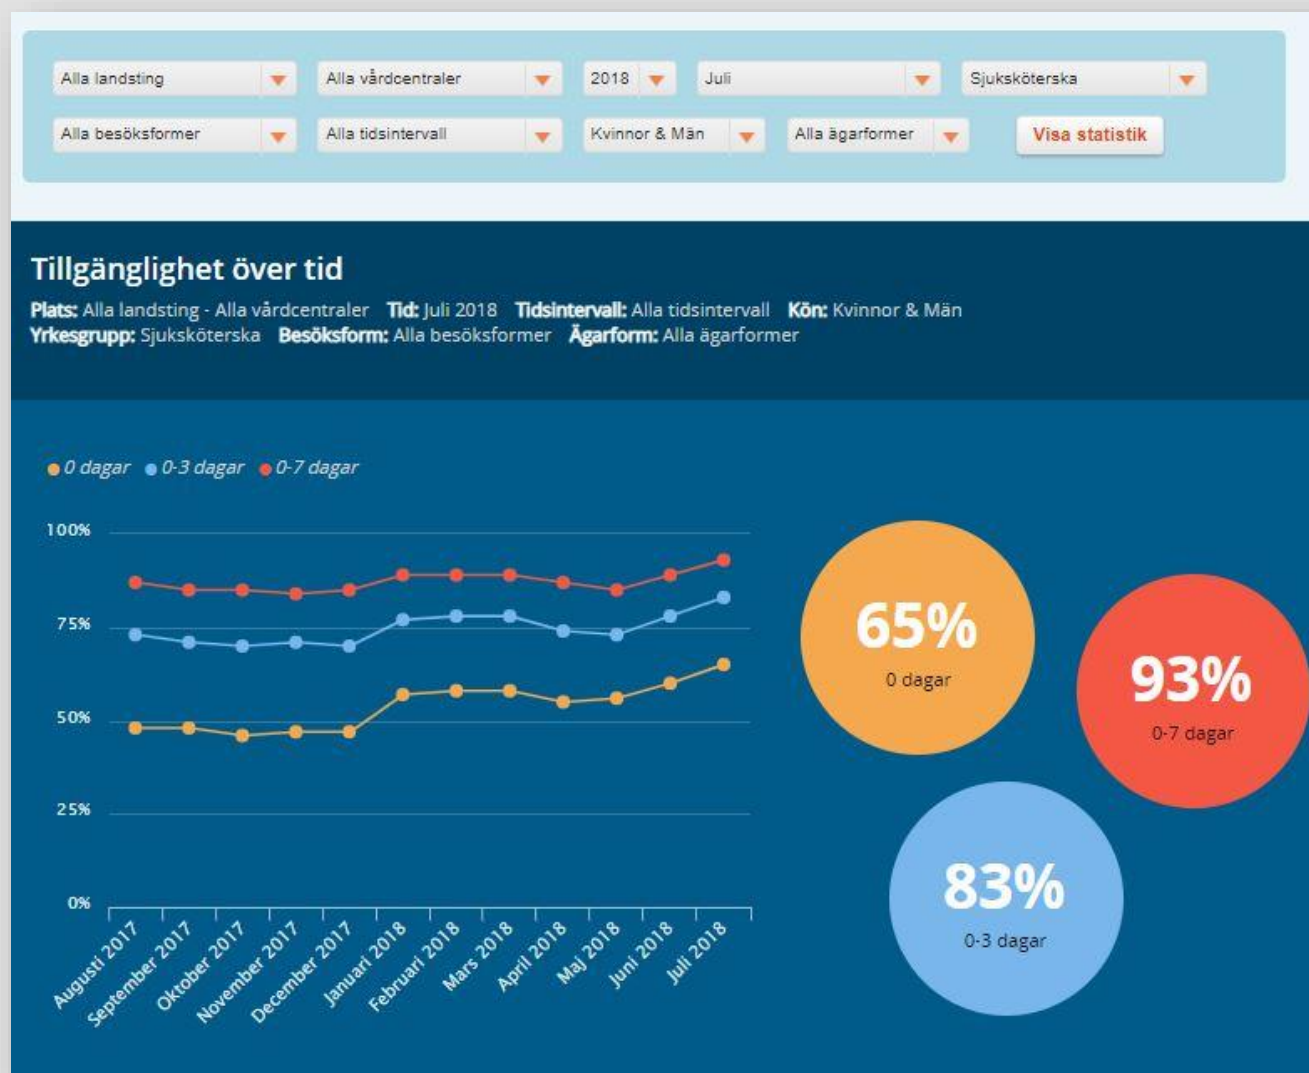 Alla landsting Alla vårdcentraler 2018 Juli Sjuksköterska
Alla besöksformer Alla tidsintervall Kvinnor & Män Alla ägarformer Visa statistik
Tillgänglighet över tid
Plats: Alla landsting - Alla vårdcentraler Tid: Juli 2018 Tidsintervall: Alla tidsintervall Kön: Kvinnor & Män
Yrkesgrupp: Sjuksköterska Besöksform: Alla besöksformer Ägarform: Alla ägarformer
0 dagar 0-3 dagar 0-7 dagar
100%
75%
50%
25%
0%
Augusti 2017
September 2017
Oktober 2017
November 2017
December 2017
Januari 2018
Februari 2018
Mars 2018
April 2018
Maj 2018
Juni 2018
Juli 2018
65%
0 dagar
93%
0-7 dagar
83%
0-3 dagar